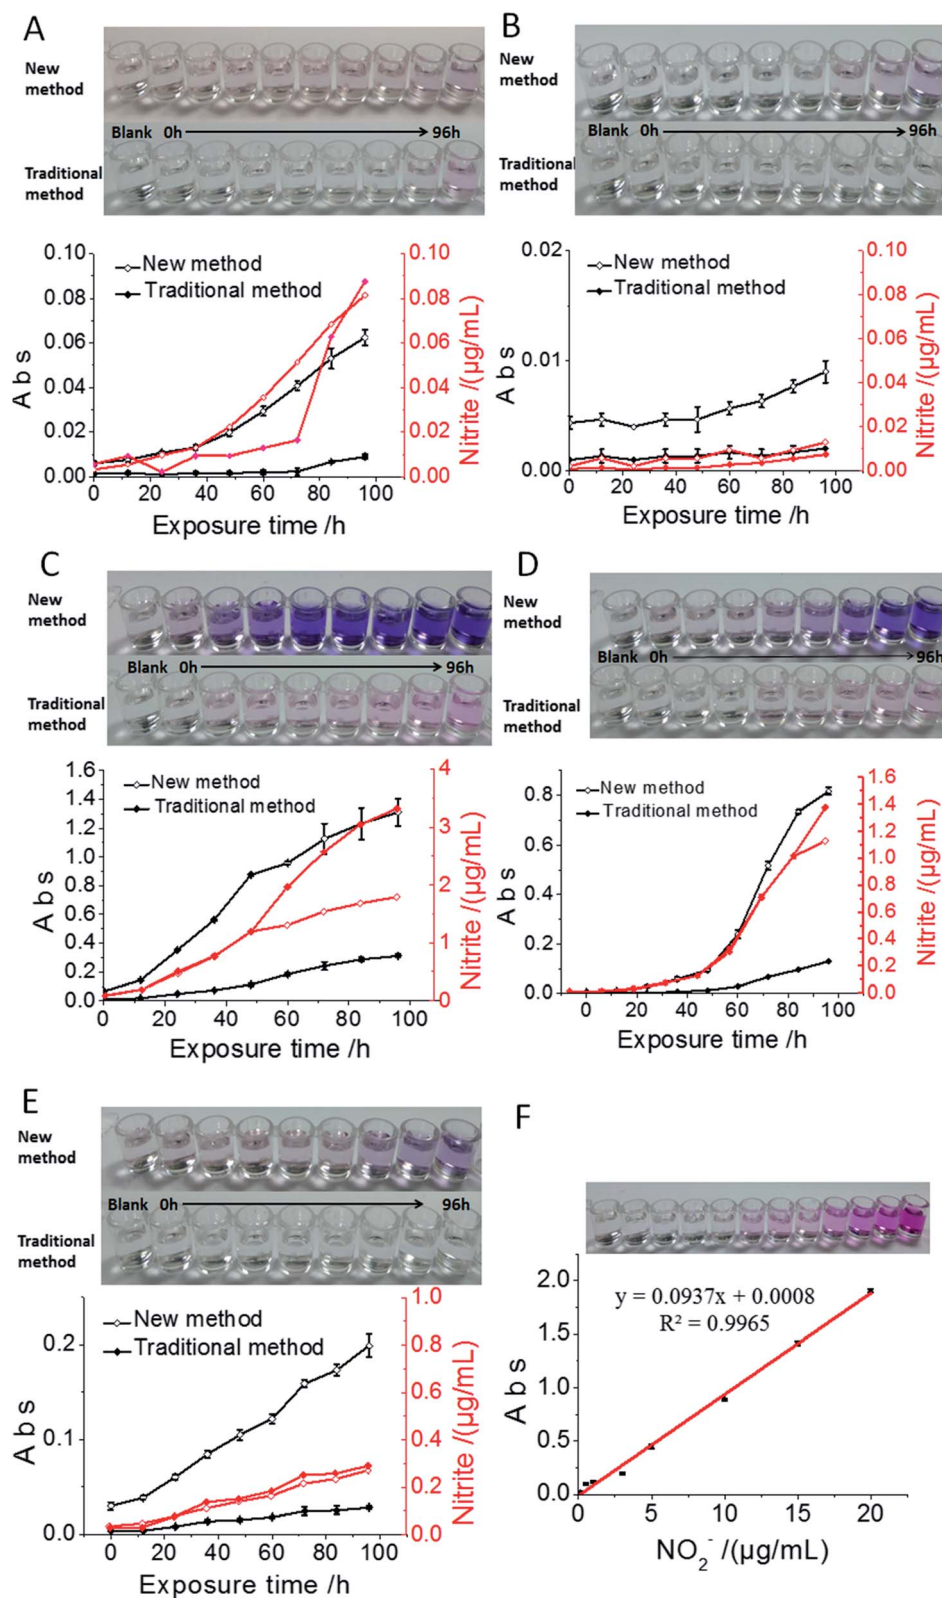 A
New
method
Blank 0h 96h
Traditional
method
0.10
0.08
0.06
0.04
0.02
0.00
Abs
New method
Traditional method
0.10
0.08
0.06
0.04
0.02
0.00
Nitrite /(µg/mL)
0 20 40 60 80 100
Exposure time /h
B
New
method
Blank 0h 96h
Traditional
method
0.02
0.01
0.00
Abs
New method
Traditional method
0.10
0.08
0.06
0.04
0.02
0.00
Nitrite /(µg/mL)
0 20 40 60 80 100
Exposure time /h
C
New
method
Blank 0h 96h
Traditional
method
1.6
1.4
1.2
1.0
0.8
0.6
0.4
0.2
0.0
Abs
New method
Traditional method
4
3
2
1
0
Nitrite /(µg/mL)
0 20 40 60 80 100
Exposure time /h
D
New
method
Blank 0h 96h
Traditional
method
0.8
0.6
0.4
0.2
0.0
Abs
New method
Traditional method
1.6
1.4
1.2
1.0
0.8
0.6
0.4
0.2
0.0
Nitrite /(µg/mL)
0 20 40 60 80 100
Exposure time /h
E
New
method
Blank 0h 96h
Traditional
method
0.2
0.1
0.0
Abs
New method
Traditional method
1.0
0.8
0.6
0.4
0.2
0.0
Nitrite /(µg/mL)
0 20 40 60 80 100
Exposure time /h
F
2.0
1.5
1.0
0.5
0.0
Abs
y = 0.0937x + 0.0008
R² = 0.9965
0 5 10 15 20
NO₂⁻ /(µg/mL)